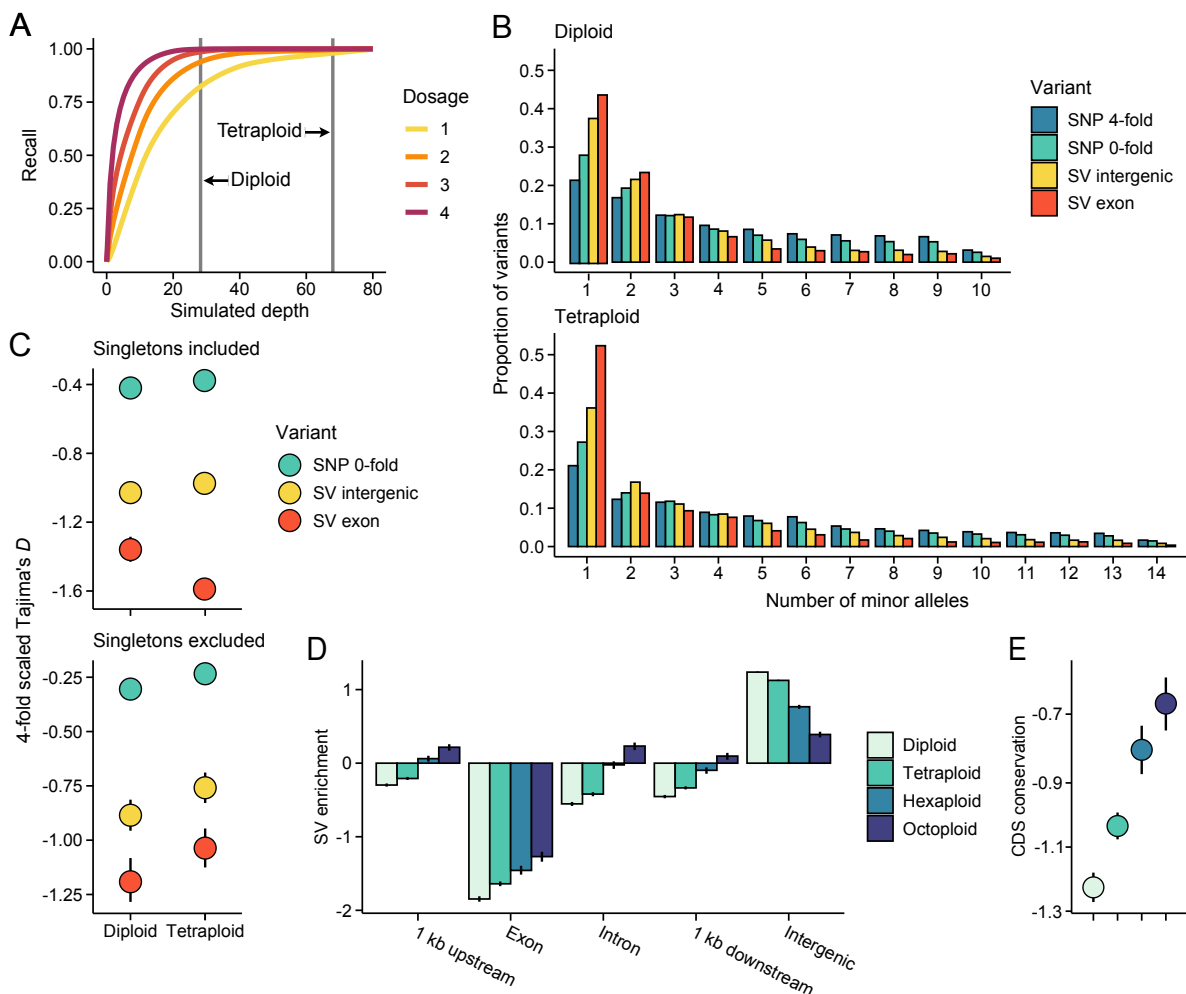 A
1.00
0.75
0.50
0.25
0.00
Recall
0
20
40
60
80
Simulated depth
Tetraploid
Diploid
Dosage
1
2
3
4
B
Diploid
0.5
0.4
0.3
0.2
0.1
0.0
1
2
3
4
5
6
7
8
9
10
Variant
SNP 4-fold
SNP 0-fold
SV intergenic
SV exon
Proportion of variants
Tetraploid
0.5
0.4
0.3
0.2
0.1
0.0
1
2
3
4
5
6
7
8
9
10
11
12
13
14
Number of minor alleles
C
Singletons included
-0.4
-0.8
-1.2
-1.6
Variant
SNP 0-fold
SV intergenic
SV exon
4-fold scaled Tajima's D
Singletons excluded
-0.25
-0.50
-0.75
-1.00
-1.25
Diploid
Tetraploid
D
SV enrichment
1
0
-1
-2
1 kb upstream
Exon
Intron
1 kb downstream
Intergenic
Diploid
Tetraploid
Hexaploid
Octoploid
E
CDS conservation
-0.7
-0.9
-1.1
-1.3